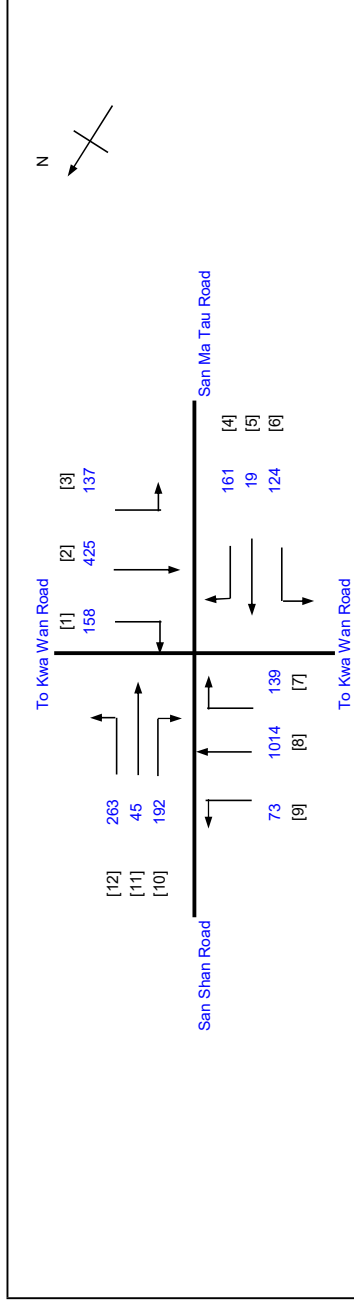 N
To Kwa Wan Road
[1] [2] [3]
158 425 137
[12] 263
[11] 45
[10] 192
San Shan Road
San Ma Tau Road
161 [4]
19 [5]
124 [6]
73 1014 139
[9] [8] [7]
To Kwa Wan Road